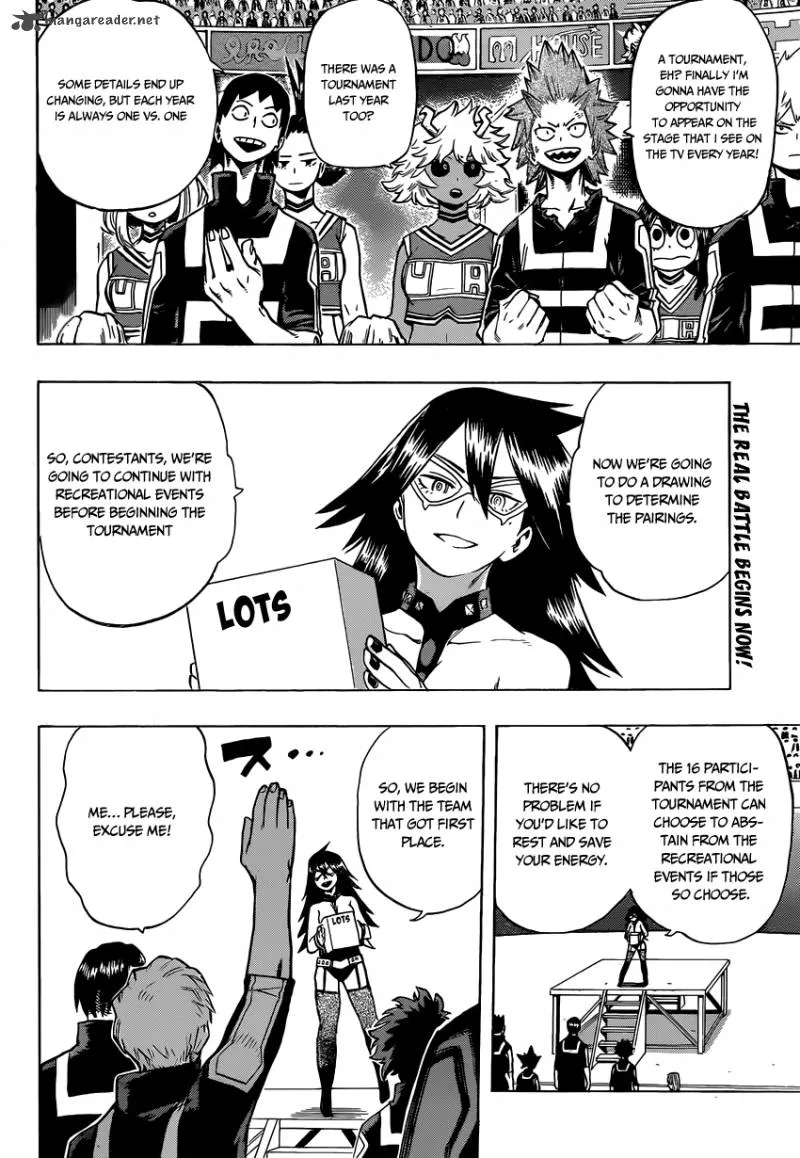 mangareader.net
DO
HOUSE
A TOURNAMENT,
EH? FINALLY I'M
GONNA HAVE THE
OPPORTUNITY
TO APPEAR ON THE
STAGE THAT I SEE ON
THE TV EVERY YEAR!
THERE WAS A
TOURNAMENT
LAST YEAR
TOO?
SOME DETAILS END UP
CHANGING, BUT EACH YEAR
IS ALWAYS ONE VS. ONE
U A
U A
THE REAL BATTLE BEGINS NOW!
NOW WE'RE GOING
TO DO A DRAWING
TO DETERMINE
THE PAIRINGS.
SO, CONTESTANTS, WE'RE
GOING TO CONTINUE WITH
RECREATIONAL EVENTS
BEFORE BEGINNING THE
TOURNAMENT
LOTS
THE 16 PARTICI-
PANTS FROM THE
TOURNAMENT CAN
CHOOSE TO ABS-
TAIN FROM THE
RECREATIONAL
EVENTS IF THOSE
SO CHOOSE.
THERE'S NO
PROBLEM IF
YOU'D LIKE TO
REST AND SAVE
YOUR ENERGY.
SO, WE BEGIN
WITH THE TEAM
THAT GOT FIRST
PLACE.
LOTS
ス...
ME... PLEASE,
EXCUSE ME!